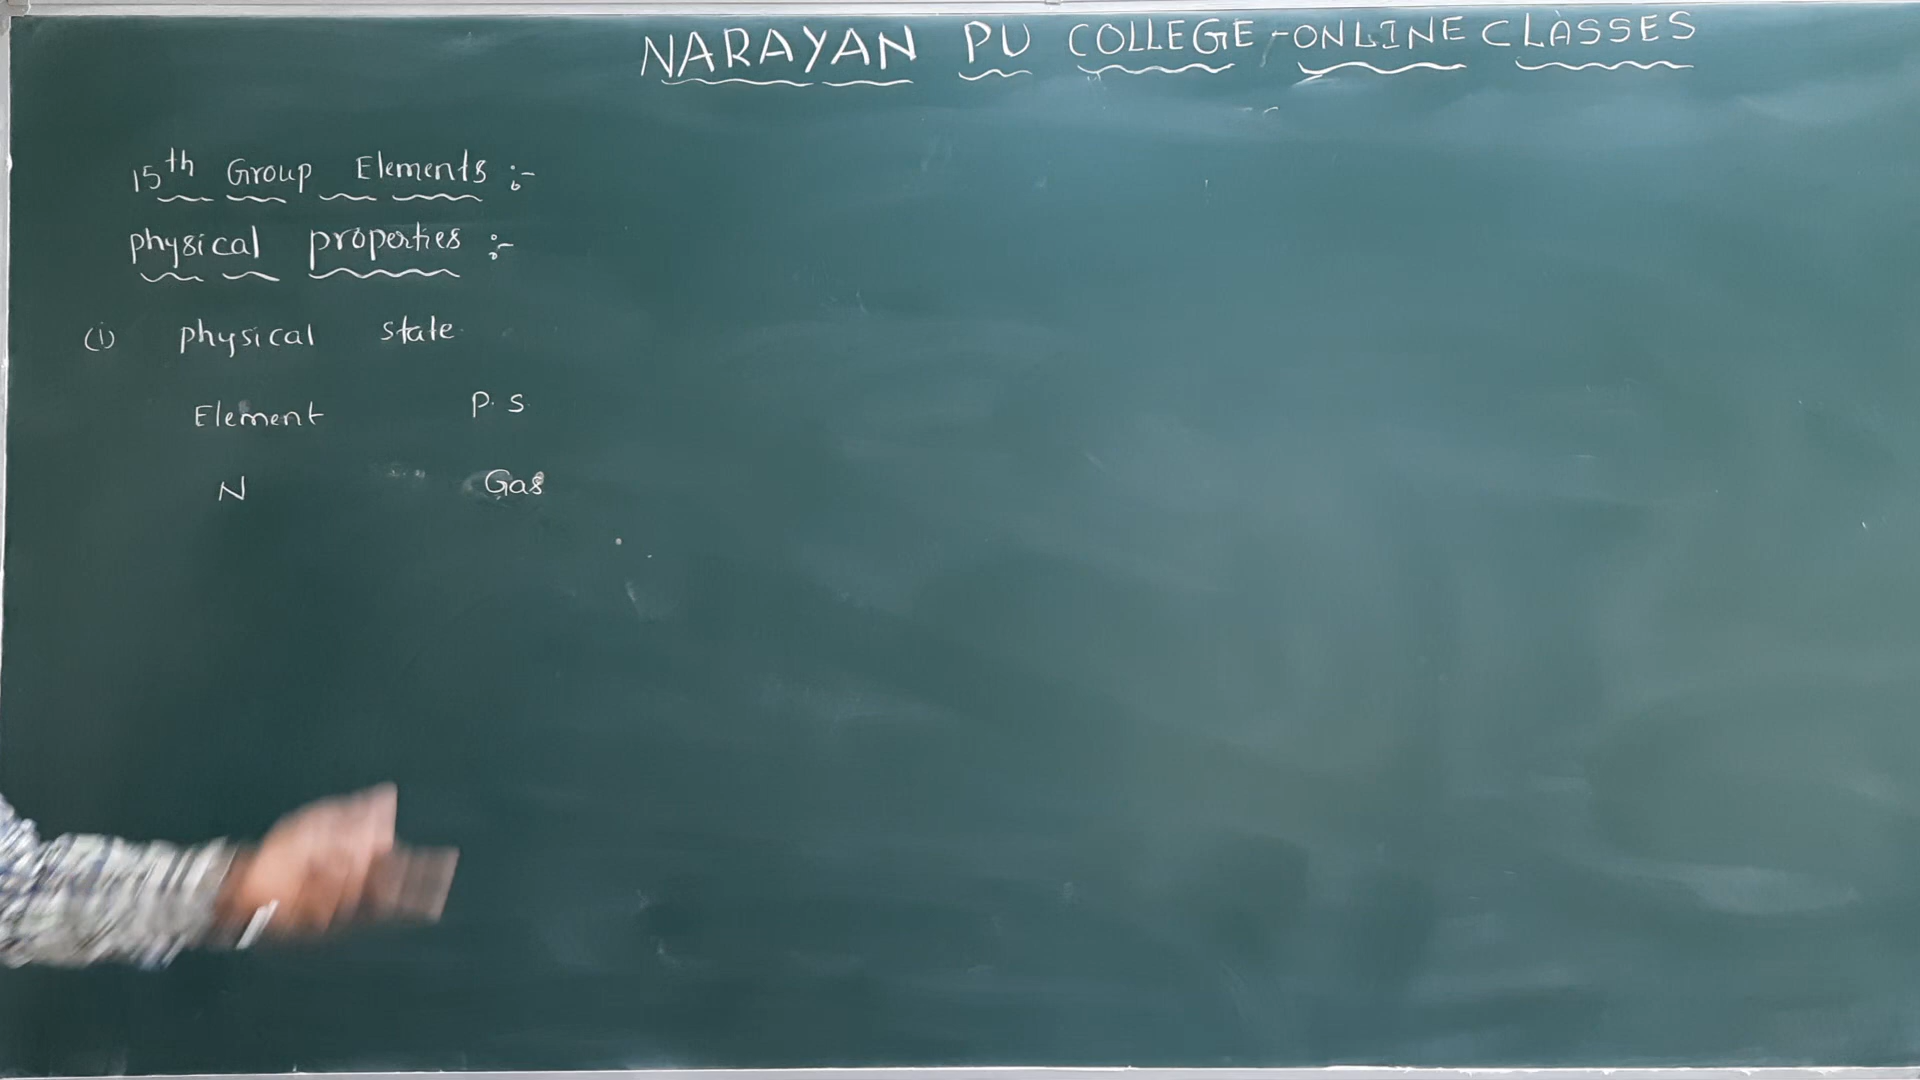 NARAYAN PU COLLEGE - ONLINE CLASSES
15th Group Elements :-
physical properties :-
(i) physical state
Element P. S.
N Gas